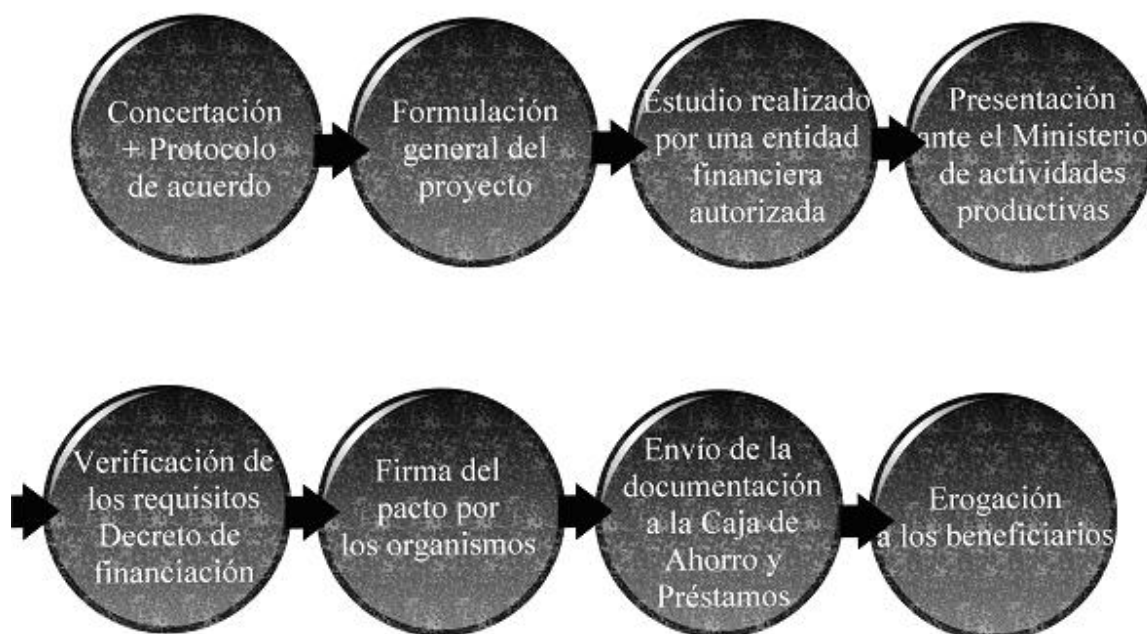 Concertación
+ Protocolo
de acuerdo
Formulación
general del
proyecto
Estudio realizado
por una entidad
financiera
autorizada
Presentación
ante el Ministerio
de actividades
productivas
Verificación de
los requisitos
Decreto de
financiación
Firma del
pacto por
los organismos
Envío de la
documentación
a la Caja de
Ahorro y
Préstamos
Erogación
a los beneficiarios